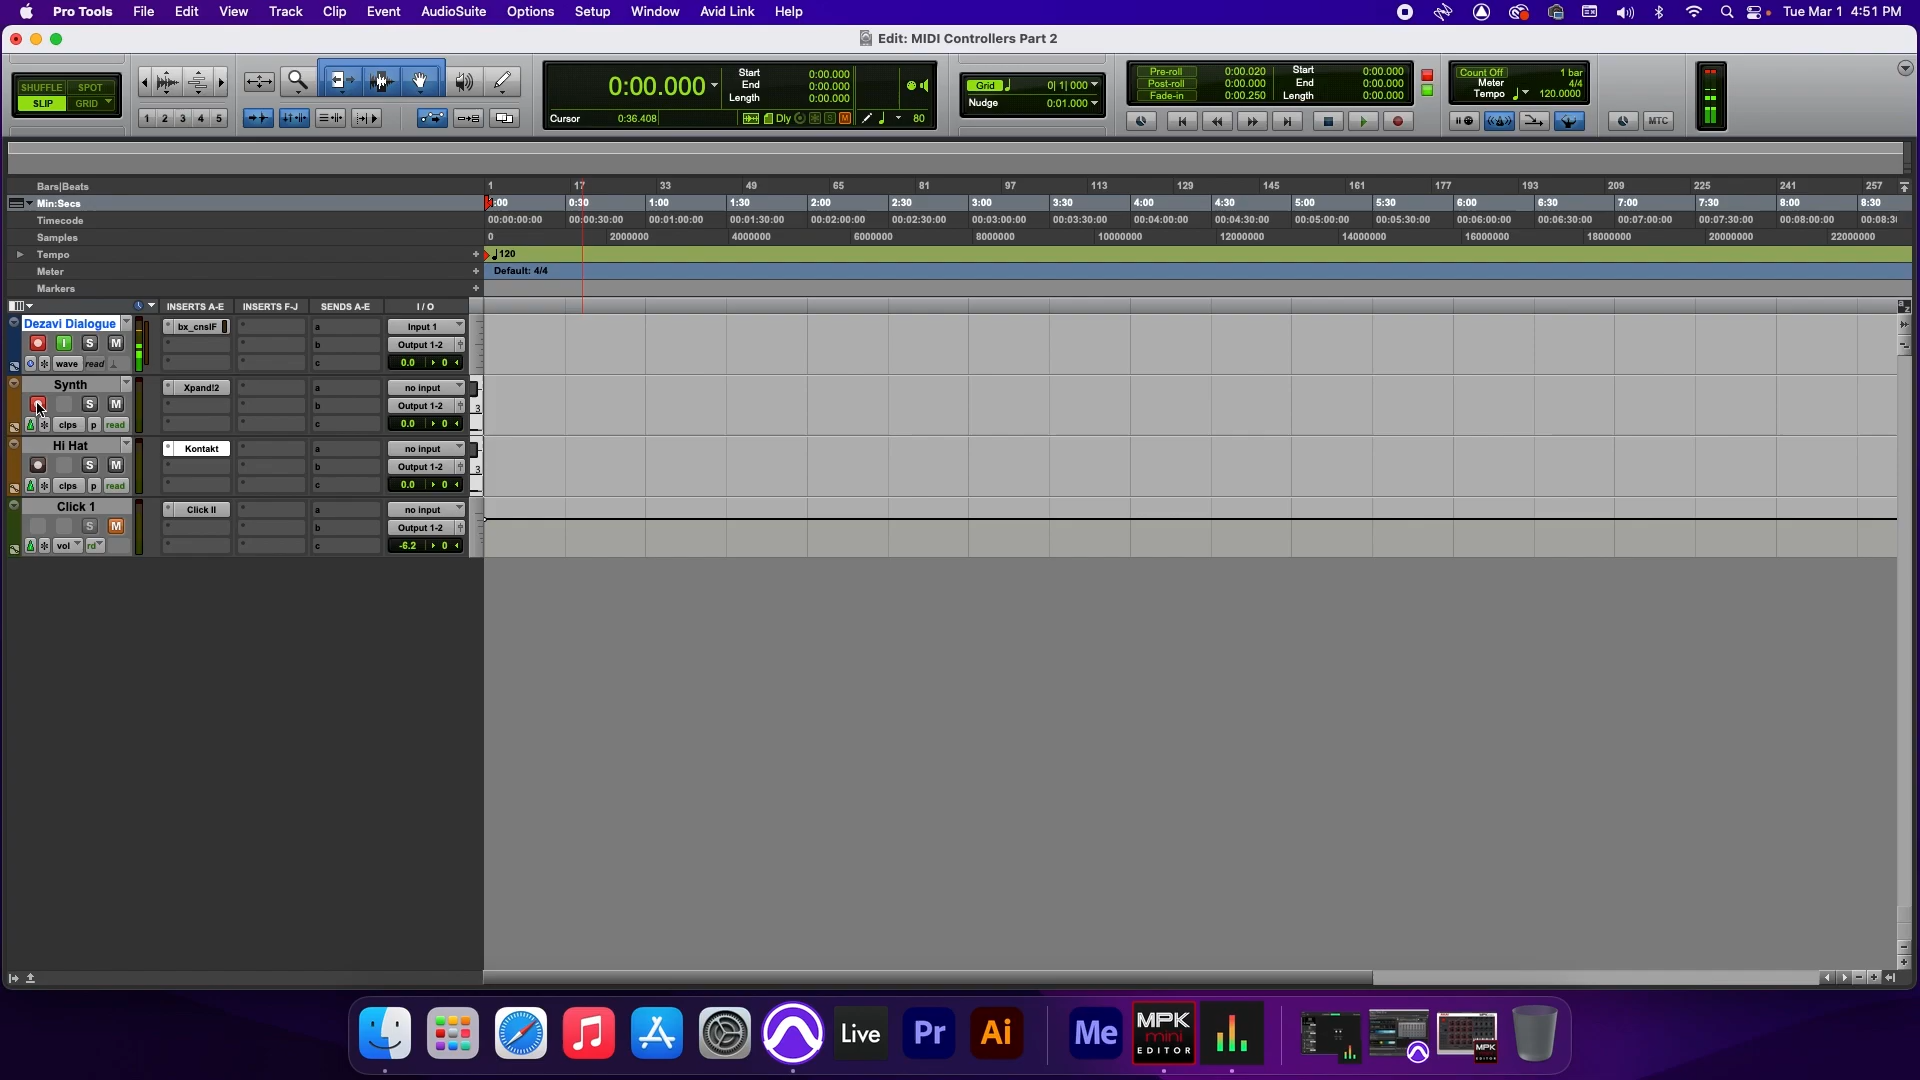 Pro Tools File Edit View Track Clip Event AudioSuite Options Setup Window Avid Link Help Tue Mar 1 4:51 PM
Edit: MIDI Controllers Part 2
SHUFFLE SPOT
SLIP GRID
1 2 3 4 5
0:00.000
Start 0:00.000
End 0:00.000
Length 0:00.000
Cursor 0:36.408
Dly S M 80
Grid 0| 1| 000
Nudge 0:01.000
Pre-roll 0:00.020 Start 0:00.000
Post-roll 0:00.000 End 0:00.000
Fade-in 0:00.250 Length 0:00.000
Count Off 1 bar
Meter 4/4
Tempo 120.0000
MTC
Bars|Beats 1 17 33 49 65 81 97 113 129 145 161 177 193 209 225 241 257
Min:Secs :00 0:30 1:00 1:30 2:00 2:30 3:00 3:30 4:00 4:30 5:00 5:30 6:00 6:30 7:00 7:30 8:00 8:30
Timecode 00:00:00:00 00:00:30:00 00:01:00:00 00:01:30:00 00:02:00:00 00:02:30:00 00:03:00:00 00:03:30:00 00:04:00:00 00:04:30:00 00:05:00:00 00:05:30:00 00:06:00:00 00:06:30:00 00:07:00:00 00:07:30:00 00:08:00:00 00:08:3
Samples 0 2000000 4000000 6000000 8000000 10000000 12000000 14000000 16000000 18000000 20000000 22000000
Tempo + 120
Meter + Default: 4/4
Markers +
INSERTS A-E INSERTS F-J SENDS A-E I / O
Dezavi Dialogue bx_cnslF a Input 1
I S M b Output 1-2
wave read c 0.0 0
Synth Xpand!2 a no input
S M b Output 1-2 3
clps p read c 0.0 0
Hi Hat Kontakt a no input
S M b Output 1-2 3
clps p read c 0.0 0
Click 1 Click II a no input
S M b Output 1-2
vol rd c -6.2 0
Live Pr Ai Me MPK mini EDITOR